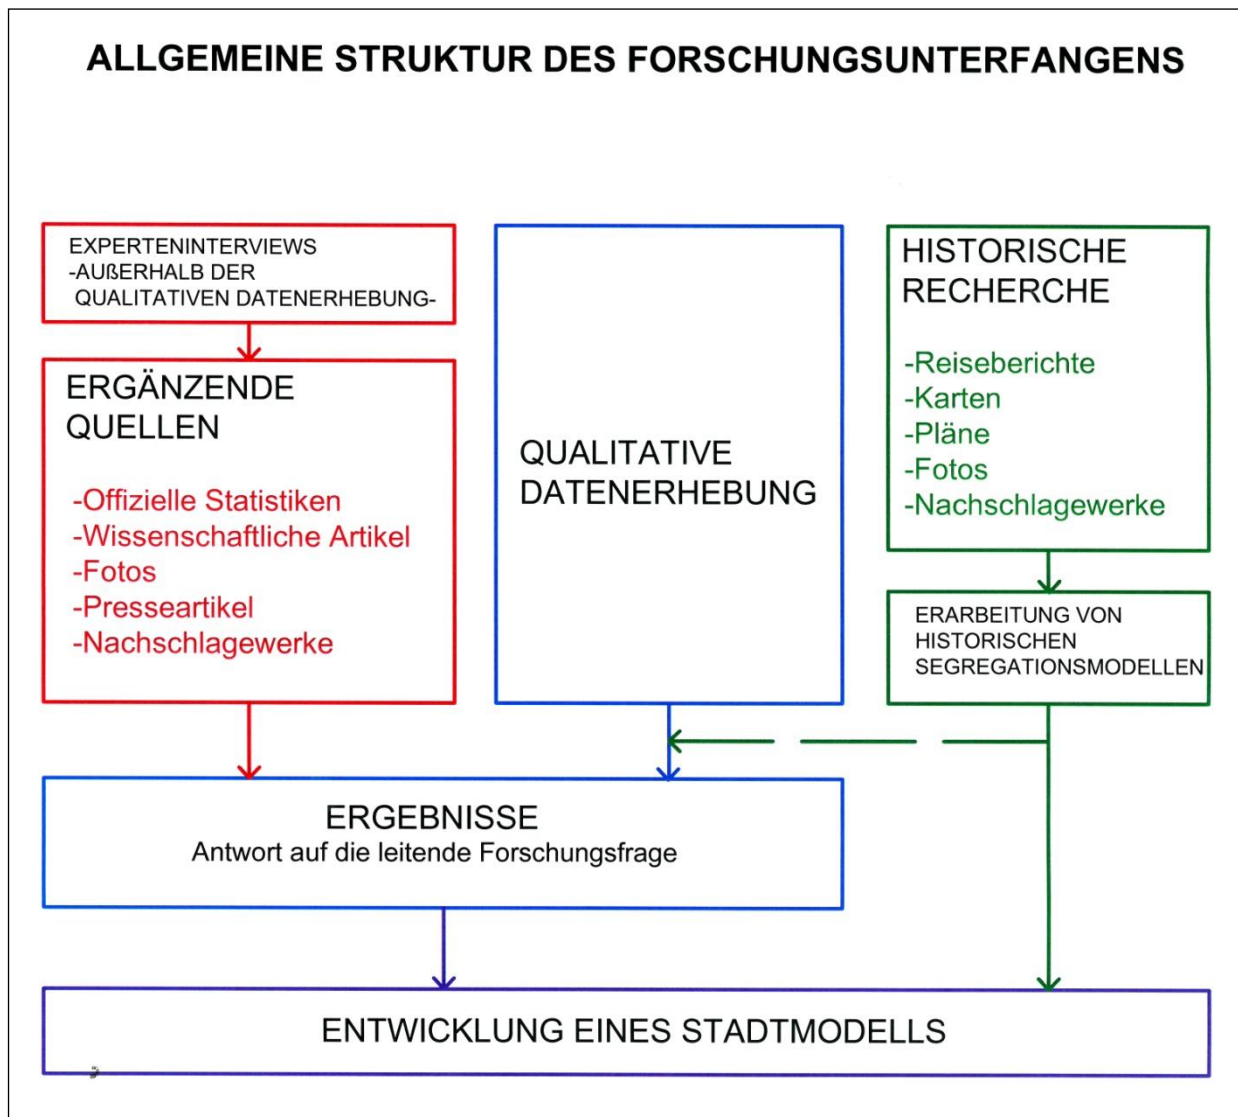 ALLGEMEINE STRUKTUR DES FORSCHUNGSUNTERFANGENS
EXPERTENINTERVIEWS
-AUßERHALB DER
QUALITATIVEN DATENERHEBUNG-
ERGÄNZENDE
QUELLEN
-Offizielle Statistiken
-Wissenschaftliche Artikel
-Fotos
-Presseartikel
-Nachschlagewerke
QUALITATIVE
DATENERHEBUNG
HISTORISCHE
RECHERCHE
-Reiseberichte
-Karten
-Pläne
-Fotos
-Nachschlagewerke
ERARBEITUNG VON
HISTORISCHEN
SEGREGATIONSMODELLEN
ERGEBNISSE
Antwort auf die leitende Forschungsfrage
ENTWICKLUNG EINES STADTMODELLS